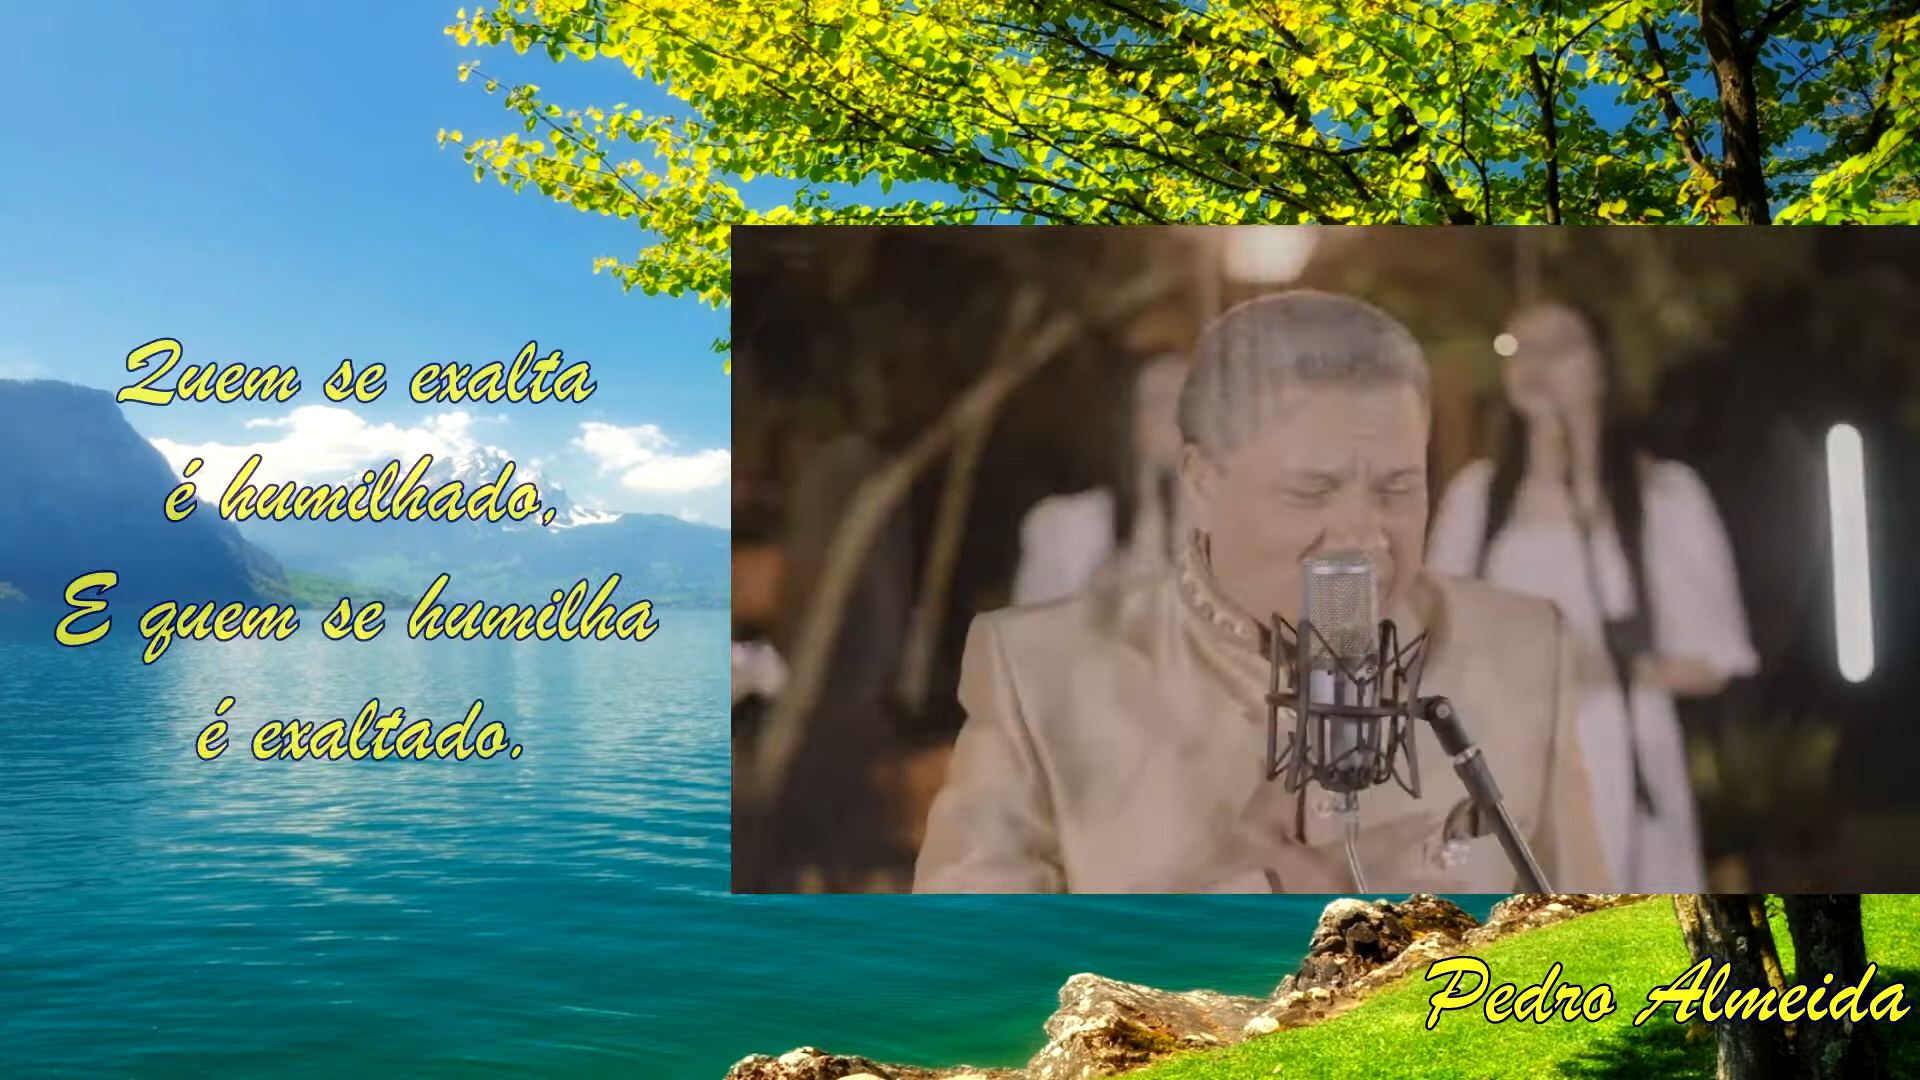 Quem se exalta
é humilhado,
E quem se humilha
é exaltado.
Pedro Almeida